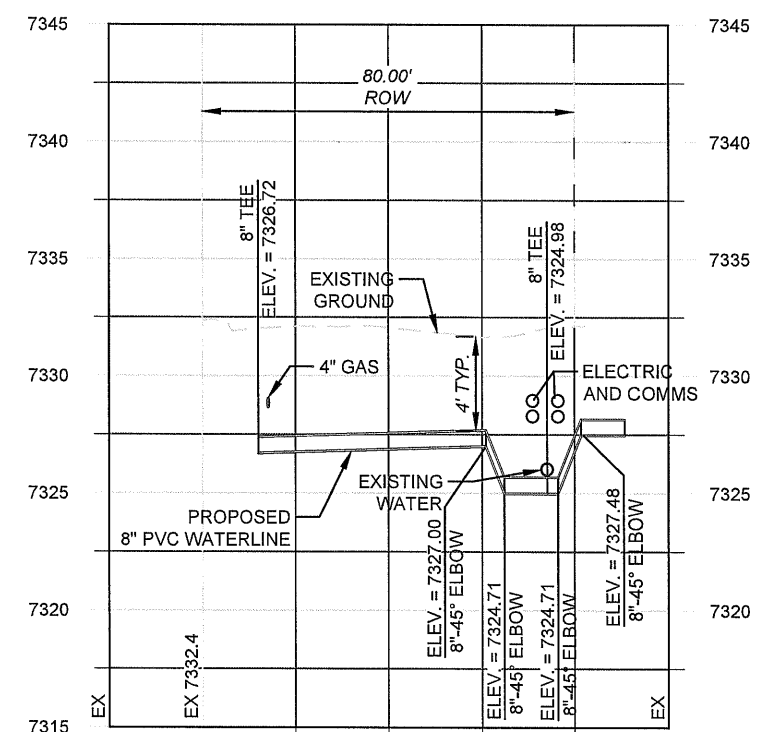 7345
7345
80.00'
ROW
7340
7340
8" TEE
ELEV. = 7326.72
8" TEE
ELEV. = 7324.98
7335
7335
EXISTING
GROUND
7330
7330
4" GAS
4' TYP.
ELECTRIC
AND COMMS
7325
7325
EXISTING
WATER
PROPOSED
8" PVC WATERLINE
ELEV. = 7327.00
8"-45° ELBOW
ELEV. = 7324.71
8"-45° ELBOW
ELEV. = 7324.71
8"-45° ELBOW
ELEV. = 7327.48
8"-45° ELBOW
7320
7320
EX
EX 7332.4
EX
7315